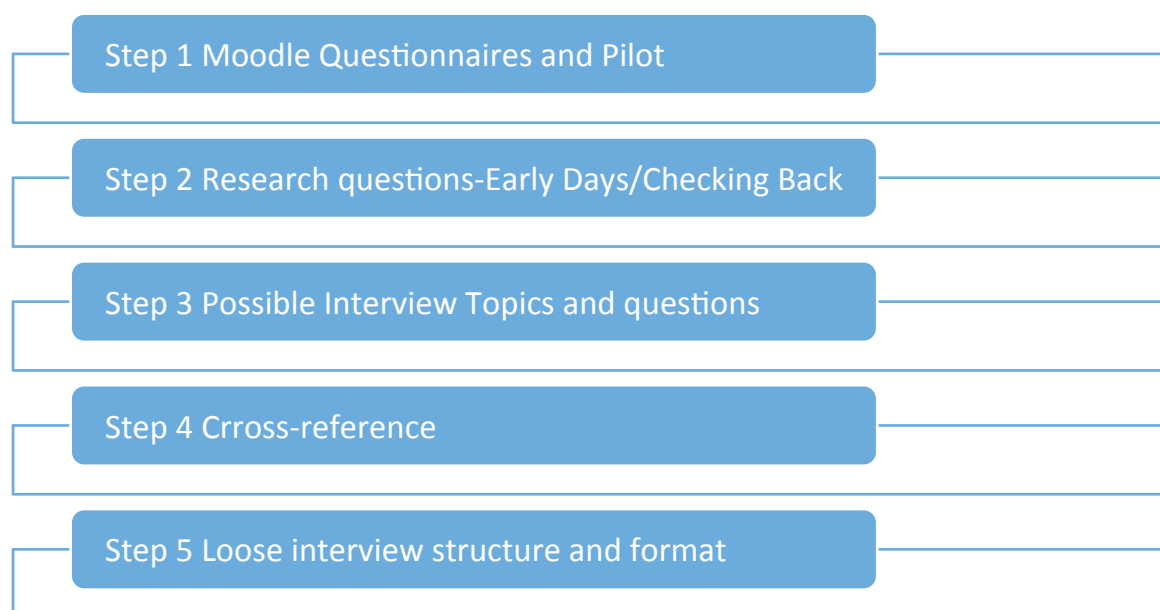 Step 1 Moodle Questionnaires and Pilot
Step 2 Research questions-Early Days/Checking Back
Step 3 Possible Interview Topics and questions
Step 4 Crross-reference
Step 5 Loose interview structure and format